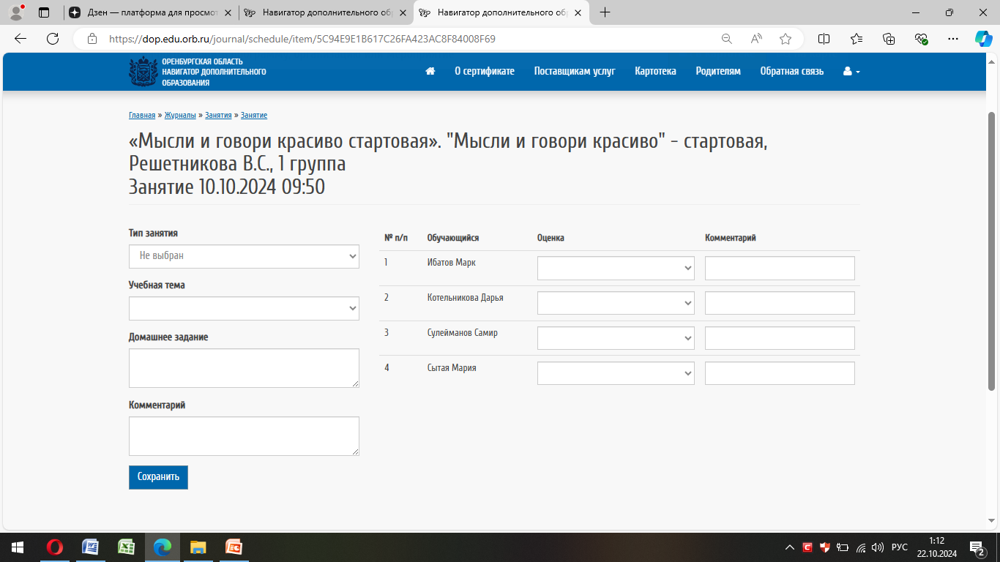 Дзен — платформа для просмот
Навигатор дополнительного обр
Навигатор дополнительного обр
https://dop.edu.orb.ru/journal/schedule/item/5C94E9E1B617C26FA423AC8F84008F69
ОРЕНБУРГСКАЯ ОБЛАСТЬ
НАВИГАТОР ДОПОЛНИТЕЛЬНОГО
ОБРАЗОВАНИЯ
О сертификате Поставщикам услуг Картотека Родителям Обратная связь
Главная » Журналы » Занятия » Занятие
«Мысли и говори красиво стартовая». "Мысли и говори красиво" - стартовая,
Решетникова В.С., 1 группа
Занятие 10.10.2024 09:50
Тип занятия
Не выбран
Учебная тема
Домашнее задание
Комментарий
Сохранить
№ п/п Обучающийся Оценка Комментарий
1 Ибатов Марк
2 Котельникова Дарья
3 Сулейманов Самир
4 Сытая Мария
РУС
1:12
22.10.2024
2